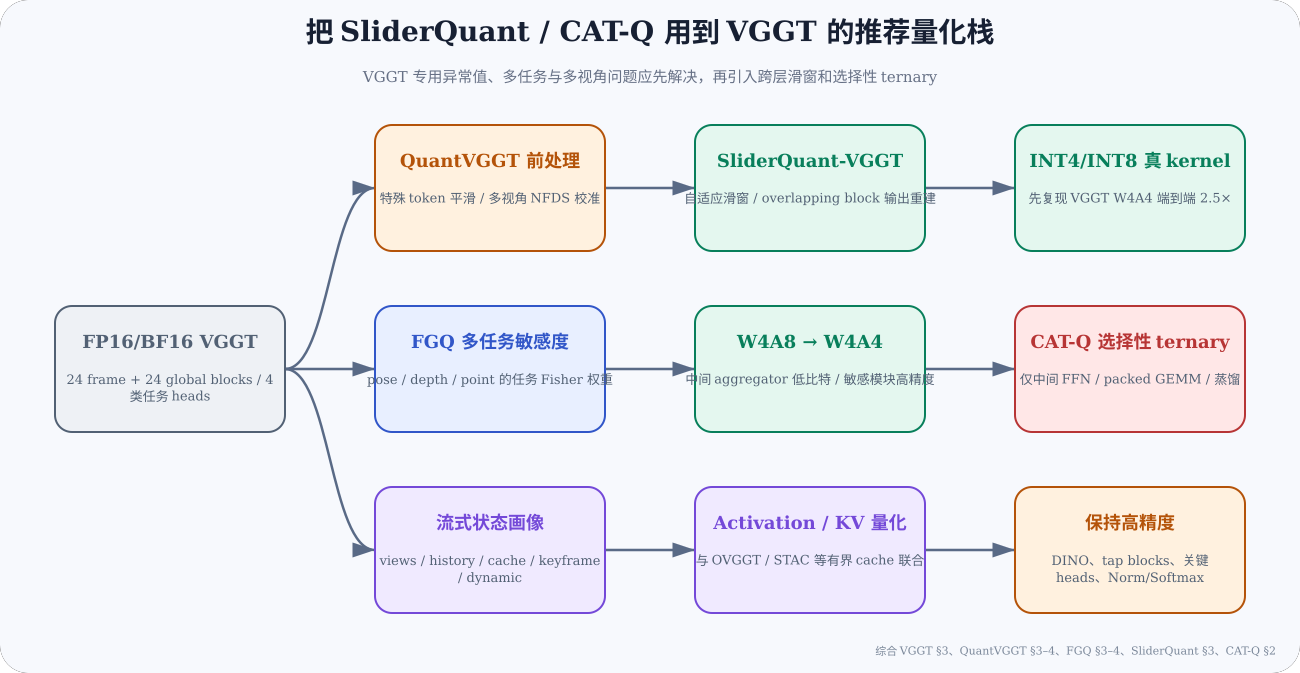 把 SliderQuant / CAT-Q 用到 VGGT 的推荐量化栈
VGGT 专用异常值、多任务与多视角问题应先解决，再引入跨层滑窗和选择性 ternary
QuantVGGT 前处理
特殊 token 平滑 / 多视角 NFDS 校准
SliderQuant-VGGT
自适应滑窗 / overlapping block 输出重建
INT4/INT8 真 kernel
先复现 VGGT W4A4 端到端 2.5×
FP16/BF16 VGGT
24 frame + 24 global blocks / 4
类任务 heads
FGQ 多任务敏感度
pose / depth / point 的任务 Fisher 权重
W4A8 → W4A4
中间 aggregator 低比特 / 敏感模块高精度
CAT-Q 选择性 ternary
仅中间 FFN / packed GEMM / 蒸馏
流式状态画像
views / history / cache / keyframe
/ dynamic
Activation / KV 量化
与 OVGGT / STAC 等有界 cache 联合
保持高精度
DINO、tap blocks、关键
heads、Norm/Softmax
综合 VGGT §3、QuantVGGT §3–4、FGQ §3–4、SliderQuant §3、CAT-Q §2